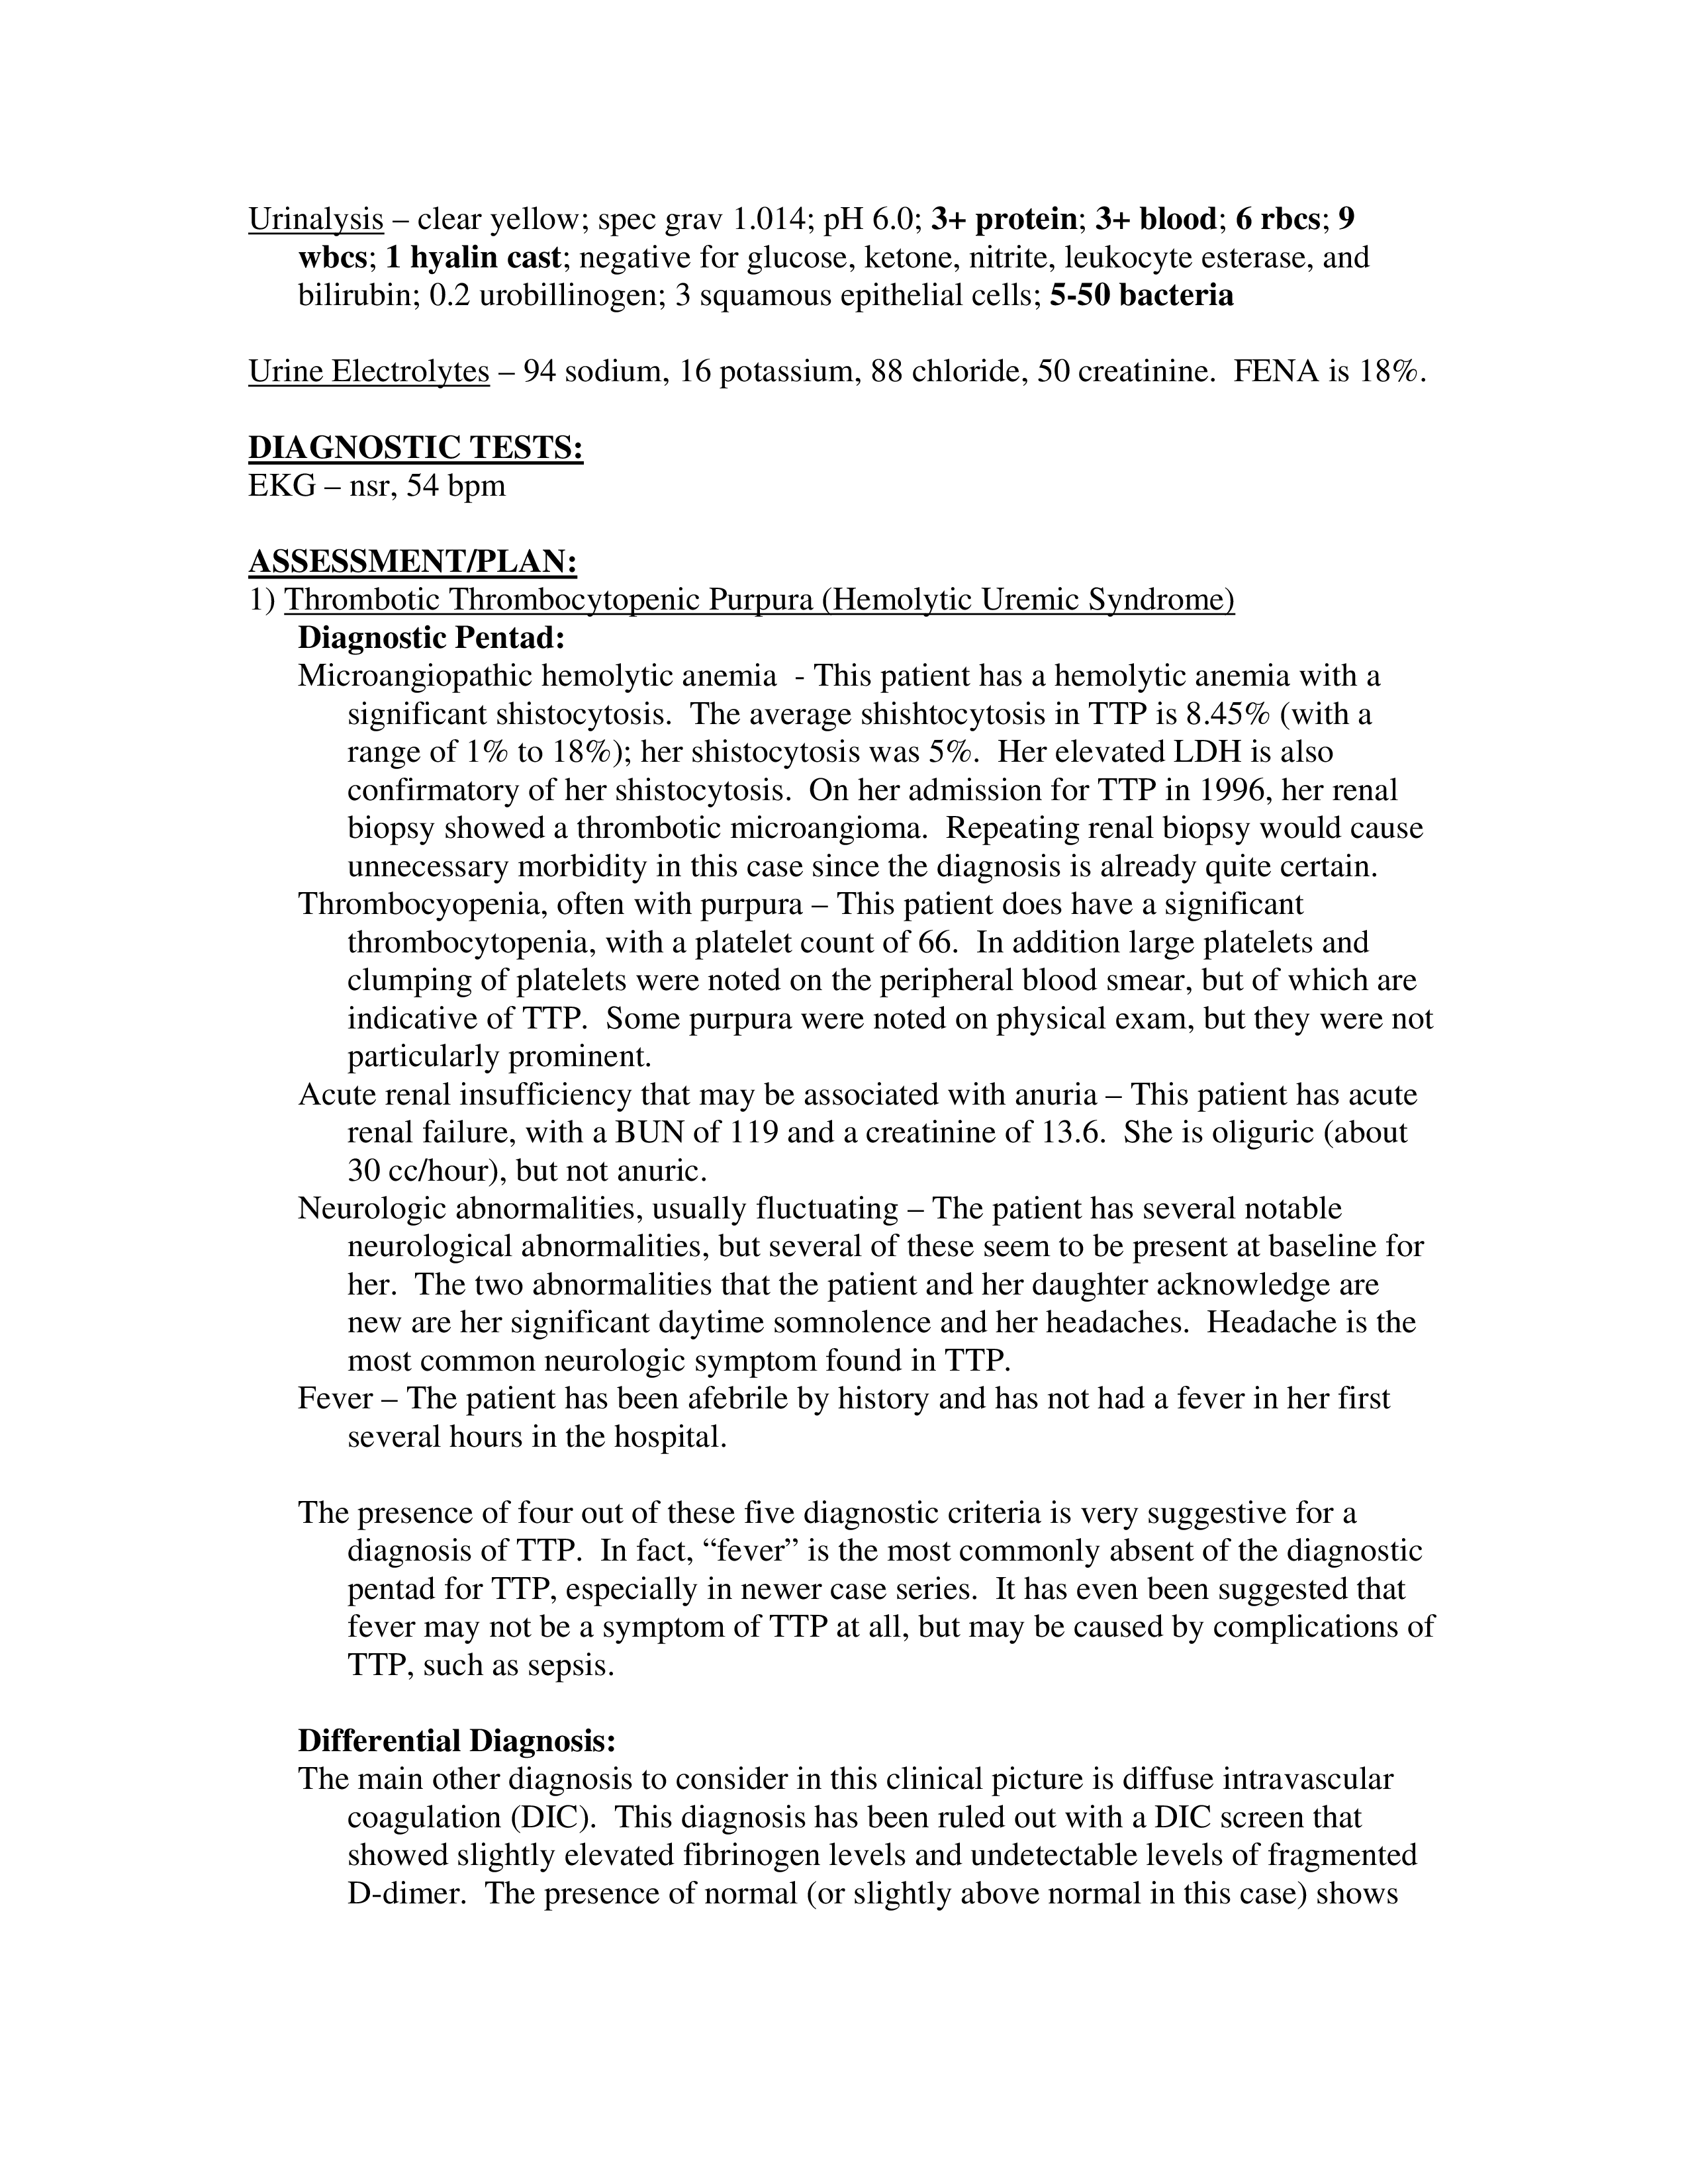 Urinalysis – clear yellow; spec grav 1.014; pH 6.0; 3+ protein; 3+ blood; 6 rbcs; 9
wbcs; 1 hyalin cast; negative for glucose, ketone, nitrite, leukocyte esterase, and
bilirubin; 0.2 urobillinogen; 3 squamous epithelial cells; 5-50 bacteria
Urine Electrolytes – 94 sodium, 16 potassium, 88 chloride, 50 creatinine.  FENA is 18%.
DIAGNOSTIC TESTS:
EKG – nsr, 54 bpm
ASSESSMENT/PLAN:
1) Thrombotic Thrombocytopenic Purpura (Hemolytic Uremic Syndrome)
Diagnostic Pentad:
Microangiopathic hemolytic anemia  - This patient has a hemolytic anemia with a
significant shistocytosis.  The average shishtocytosis in TTP is 8.45% (with a
range of 1% to 18%); her shistocytosis was 5%.  Her elevated LDH is also
confirmatory of her shistocytosis.  On her admission for TTP in 1996, her renal
biopsy showed a thrombotic microangioma.  Repeating renal biopsy would cause
unnecessary morbidity in this case since the diagnosis is already quite certain.
Thrombocyopenia, often with purpura – This patient does have a significant
thrombocytopenia, with a platelet count of 66.  In addition large platelets and
clumping of platelets were noted on the peripheral blood smear, but of which are
indicative of TTP.  Some purpura were noted on physical exam, but they were not
particularly prominent.
Acute renal insufficiency that may be associated with anuria – This patient has acute
renal failure, with a BUN of 119 and a creatinine of 13.6.  She is oliguric (about
30 cc/hour), but not anuric.
Neurologic abnormalities, usually fluctuating – The patient has several notable
neurological abnormalities, but several of these seem to be present at baseline for
her.  The two abnormalities that the patient and her daughter acknowledge are
new are her significant daytime somnolence and her headaches.  Headache is the
most common neurologic symptom found in TTP.
Fever – The patient has been afebrile by history and has not had a fever in her first
several hours in the hospital.
The presence of four out of these five diagnostic criteria is very suggestive for a
diagnosis of TTP.  In fact, “fever” is the most commonly absent of the diagnostic
pentad for TTP, especially in newer case series.  It has even been suggested that
fever may not be a symptom of TTP at all, but may be caused by complications of
TTP, such as sepsis.
Differential Diagnosis:
The main other diagnosis to consider in this clinical picture is diffuse intravascular
coagulation (DIC).  This diagnosis has been ruled out with a DIC screen that
showed slightly elevated fibrinogen levels and undetectable levels of fragmented
D-dimer.  The presence of normal (or slightly above normal in this case) shows